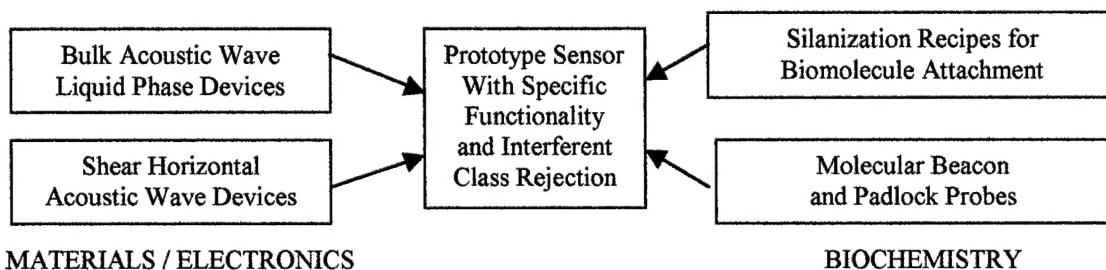 Bulk Acoustic Wave
Liquid Phase Devices
Shear Horizontal
Acoustic Wave Devices
MATERIALS / ELECTRONICS
Prototype Sensor
With Specific
Functionality
and Interferent
Class Rejection
Silanization Recipes for
Biomolecule Attachment
Molecular Beacon
and Padlock Probes
BIOCHEMISTRY